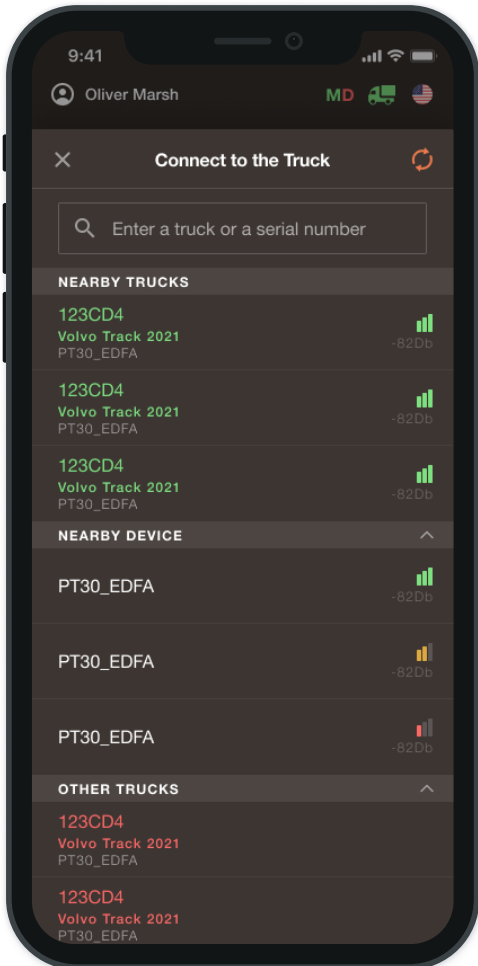 9:41
Oliver Marsh
MD
Connect to the Truck
Enter a truck or a serial number
NEARBY TRUCKS
123CD4
Volvo Track 2021
PT30_EDFA
-82Db
123CD4
Volvo Track 2021
PT30_EDFA
-82Db
123CD4
Volvo Track 2021
PT30_EDFA
-82Db
NEARBY DEVICE
PT30_EDFA
-82Db
PT30_EDFA
-82Db
PT30_EDFA
-82Db
OTHER TRUCKS
123CD4
Volvo Track 2021
PT30_EDFA
123CD4
Volvo Track 2021
PT30_EDFA